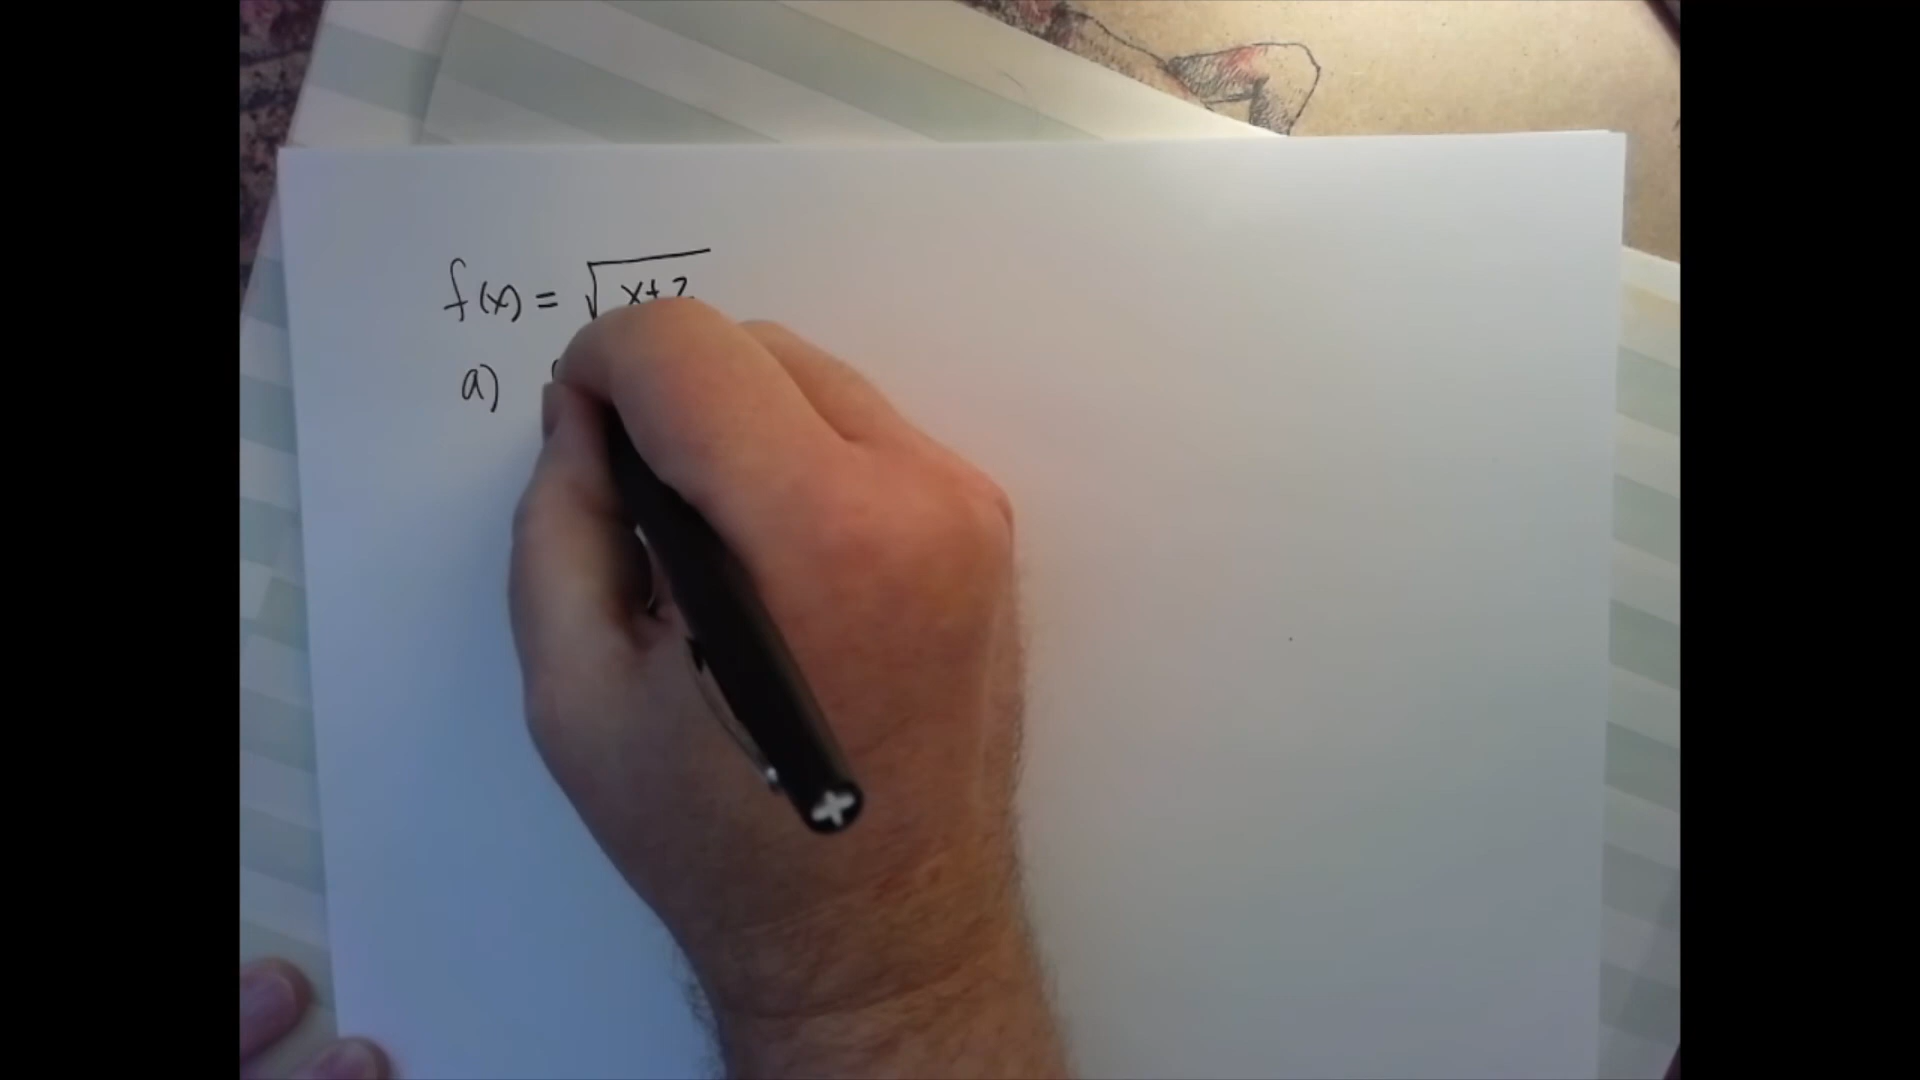 f(x) = √x+2
a)